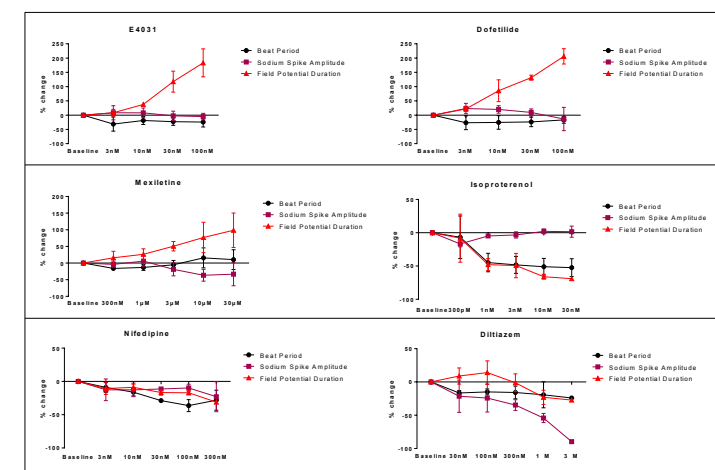 E4031
250
200
150
100
50
0
-50
-100
% change
Baseline 3nM 10nM 30nM 100nM
Beat Period
Sodium Spike Amplitude
Field Potential Duration
Dofetilide
250
200
150
100
50
0
-50
-100
% change
Baseline 3nM 10nM 30nM 100nM
Beat Period
Sodium Spike Amplitude
Field Potential Duration
Mexiletine
200
150
100
50
0
-50
-100
% change
Baseline 300nM 1µM 3µM 10µM 30µM
Beat Period
Sodium Spike Amplitude
Field Potential Duration
Isoproterenol
50
0
-50
-100
% change
Baseline 300pM 1nM 3nM 10nM 30nM
Beat Period
Sodium Spike Amplitude
Field Potential Duration
Nifedipine
50
0
-50
-100
% change
Baseline 3nM 10nM 30nM 100nM 300nM
Beat Period
Sodium Spike Amplitude
Field Potential Duration
Diltiazem
50
0
-50
-100
% change
Baseline 30nM 100nM 300nM 1 M 3 M
Beat Period
Sodium Spike Amplitude
Field Potential Duration